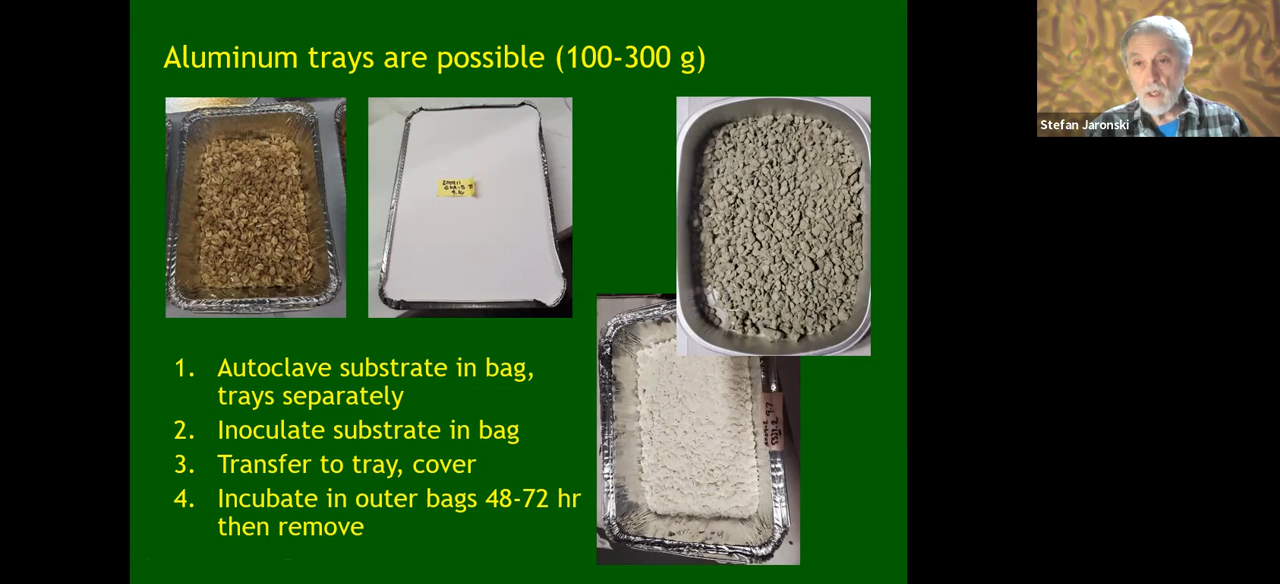 Aluminum trays are possible (100-300 g)
Stefan Jaronski
1. Autoclave substrate in bag,
trays separately
2. Inoculate substrate in bag
3. Transfer to tray, cover
4. Incubate in outer bags 48-72 hr
then remove